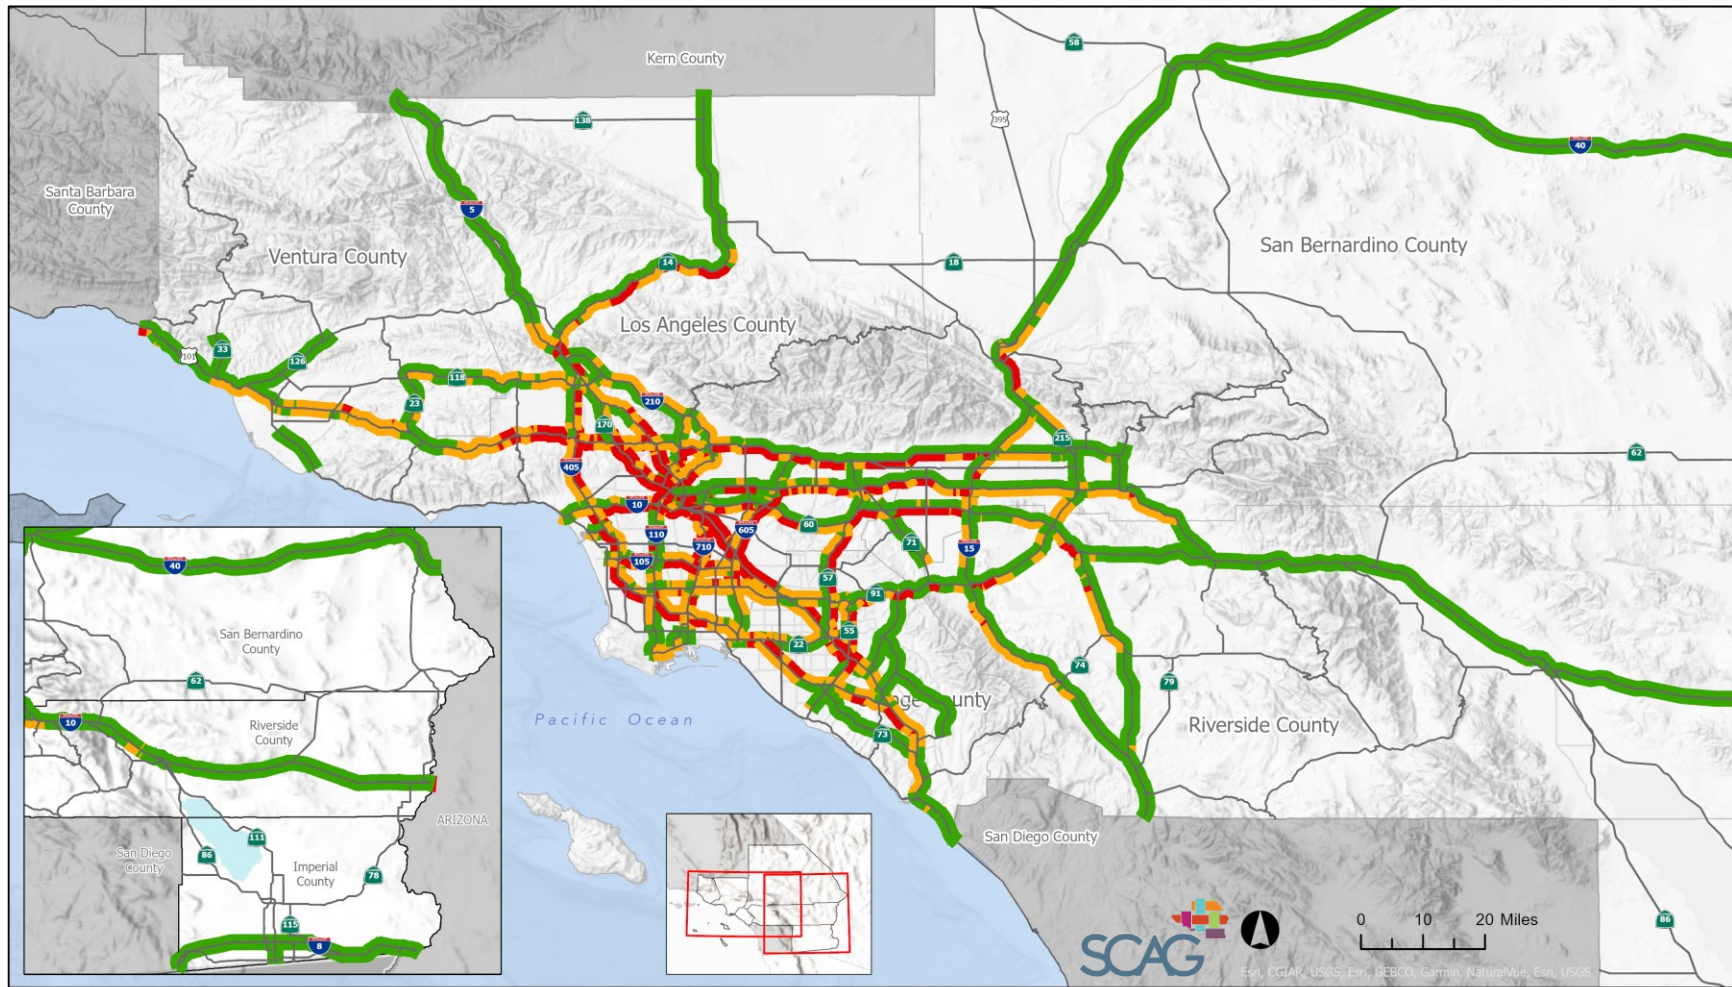 58
Kern County
395
138
40
Santa Barbara
County
5
San Bernardino County
Ventura County
14
18
Los Angeles County
33
101
126
118
23
210
170
215
62
405
10
60
605
110
710
71
15
105
57
91
55
22
74
79
nge County
Riverside County
Pacific Ocean
73
San Diego County
40
San Bernardino
County
62
10
Riverside
County
ARIZONA
111
86
San Diego
County
Imperial
County
78
115
8
0 10 20 Miles
86
SCAG
Esri, CGIAR, USGS, Esri, GEBCO, Garmin, NaturalVue, Esri, USGS